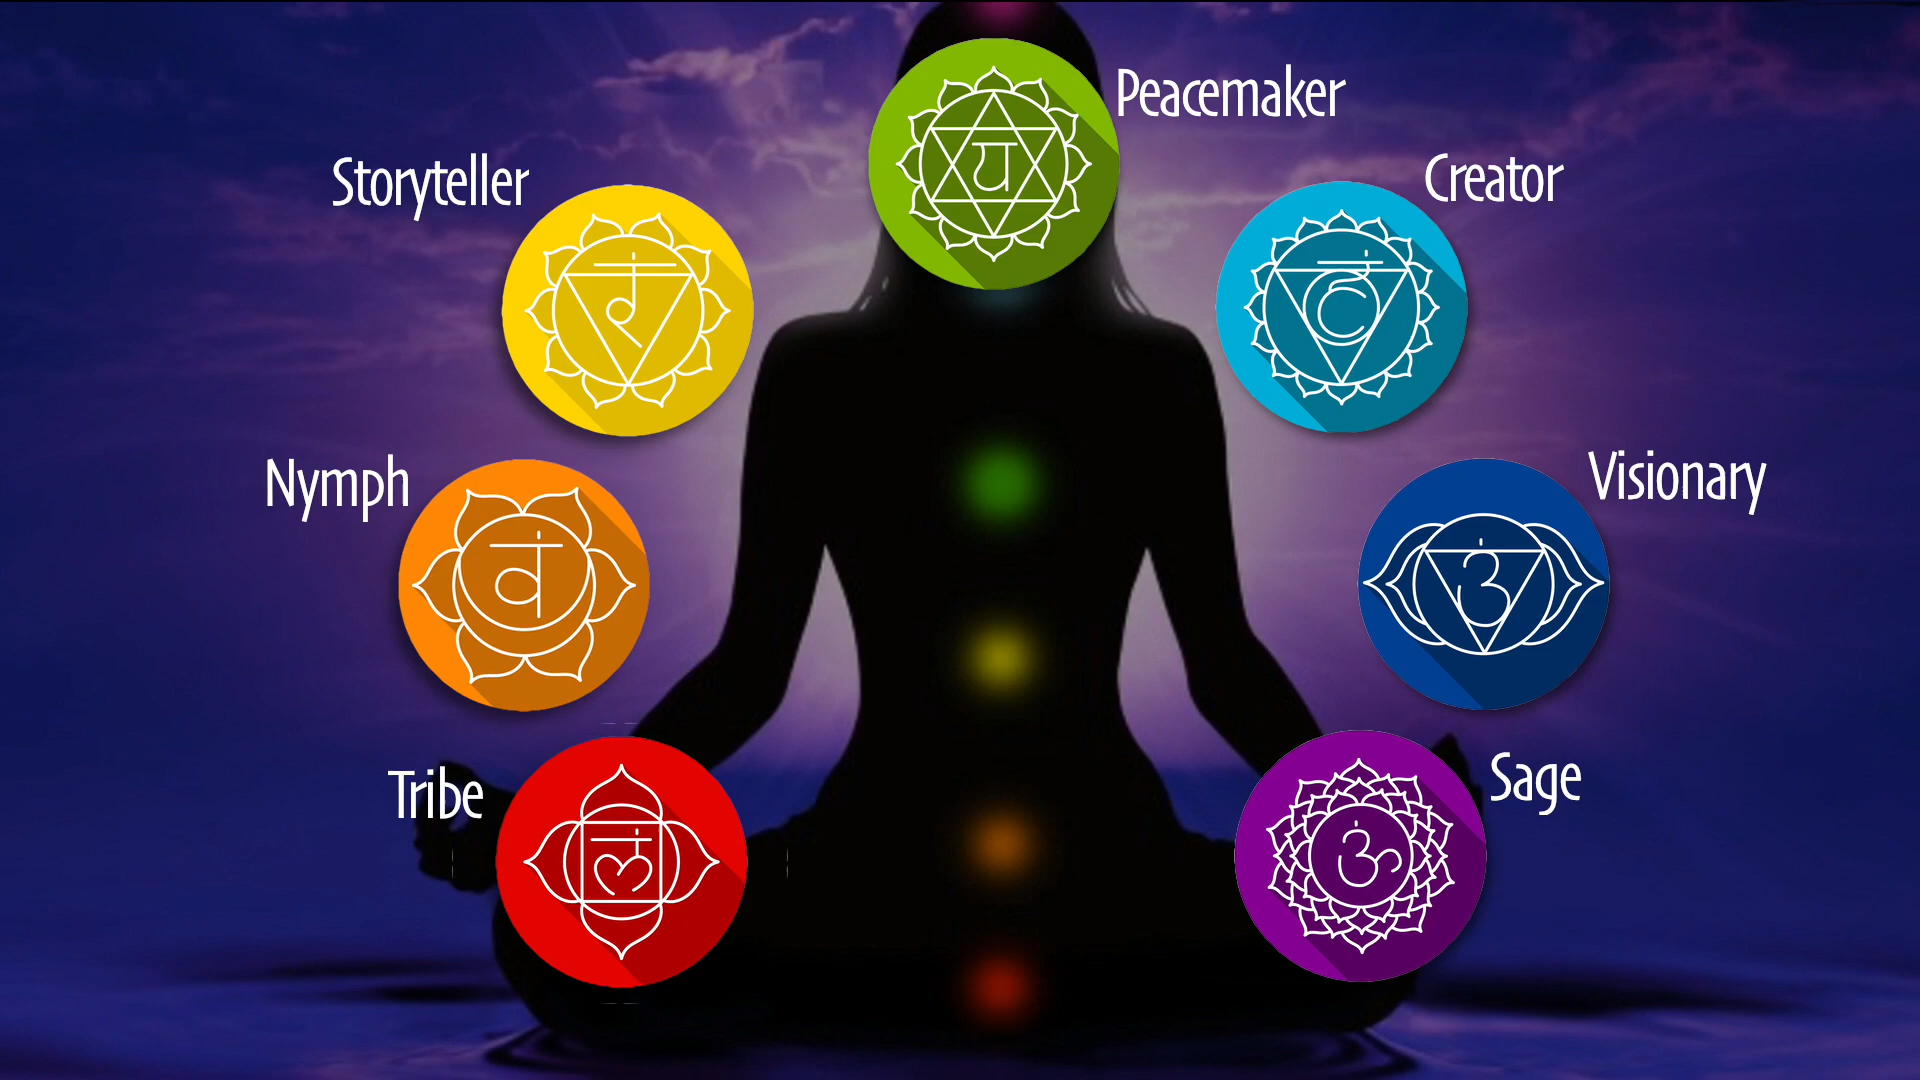 Peacemaker
Storyteller
Creator
Nymph
Visionary
Tribe
Sage
यं
रं
हं
वं
ॐ
लं
ॐ